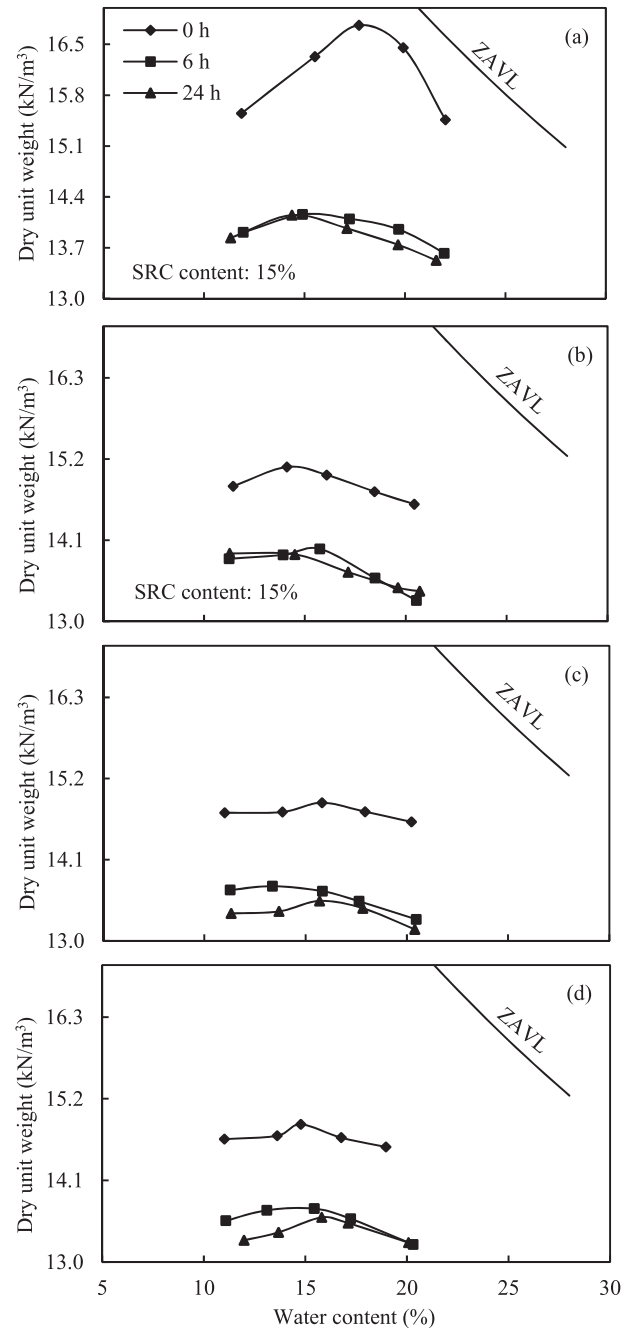 0 h
6 h
24 h
(a)
ZAVL
16.5
15.8
15.1
14.4
13.7
13.0
Dry unit weight (kN/m³)
SRC content: 15%
(b)
ZAVL
16.3
15.2
14.1
13.0
Dry unit weight (kN/m³)
SRC content: 15%
(c)
ZAVL
16.3
15.2
14.1
13.0
Dry unit weight (kN/m³)
(d)
ZAVL
16.3
15.2
14.1
13.0
Dry unit weight (kN/m³)
5 10 15 20 25 30
Water content (%)